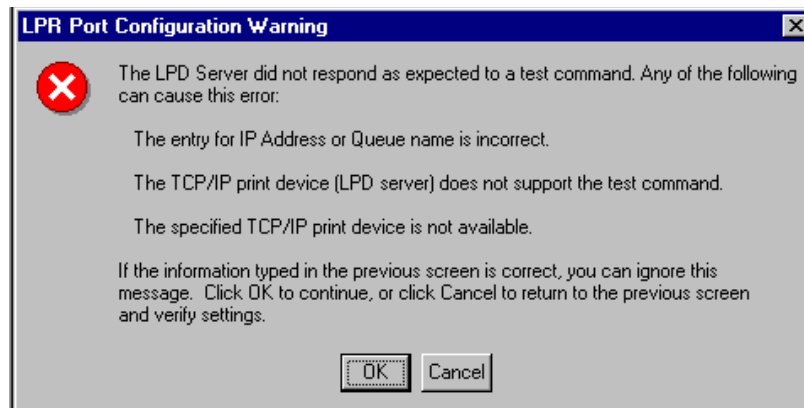 LPR Port Configuration Warning
The LPD Server did not respond as expected to a test command. Any of the following
can cause this error:
The entry for IP Address or Queue name is incorrect.
The TCP/IP print device (LPD server) does not support the test command.
The specified TCP/IP print device is not available.
If the information typed in the previous screen is correct, you can ignore this
message. Click OK to continue, or click Cancel to return to the previous screen
and verify settings.
OK
Cancel